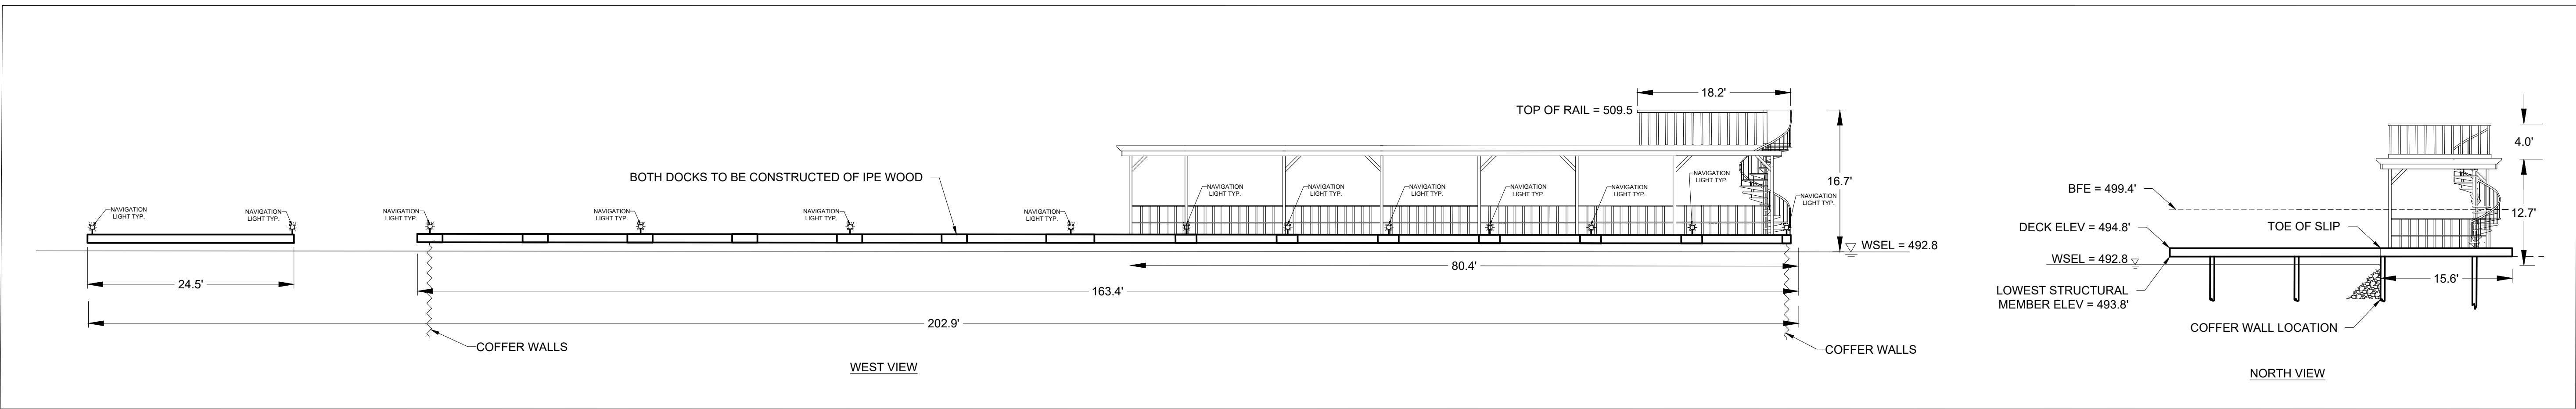 18.2'
TOP OF RAIL = 509.5
16.7'
BOTH DOCKS TO BE CONSTRUCTED OF IPE WOOD
NAVIGATION
LIGHT TYP.
NAVIGATION
LIGHT TYP.
NAVIGATION
LIGHT TYP.
NAVIGATION
LIGHT TYP.
NAVIGATION
LIGHT TYP.
NAVIGATION
LIGHT TYP.
NAVIGATION
LIGHT TYP.
NAVIGATION
LIGHT TYP.
NAVIGATION
LIGHT TYP.
NAVIGATION
LIGHT TYP.
NAVIGATION
LIGHT TYP.
NAVIGATION
LIGHT TYP.
NAVIGATION
LIGHT TYP.
WSEL = 492.8
80.4'
24.5'
163.4'
202.9'
COFFER WALLS
COFFER WALLS
WEST VIEW
4.0'
BFE = 499.4'
12.7'
DECK ELEV = 494.8'
TOE OF SLIP
WSEL = 492.8
15.6'
LOWEST STRUCTURAL
MEMBER ELEV = 493.8'
COFFER WALL LOCATION
NORTH VIEW